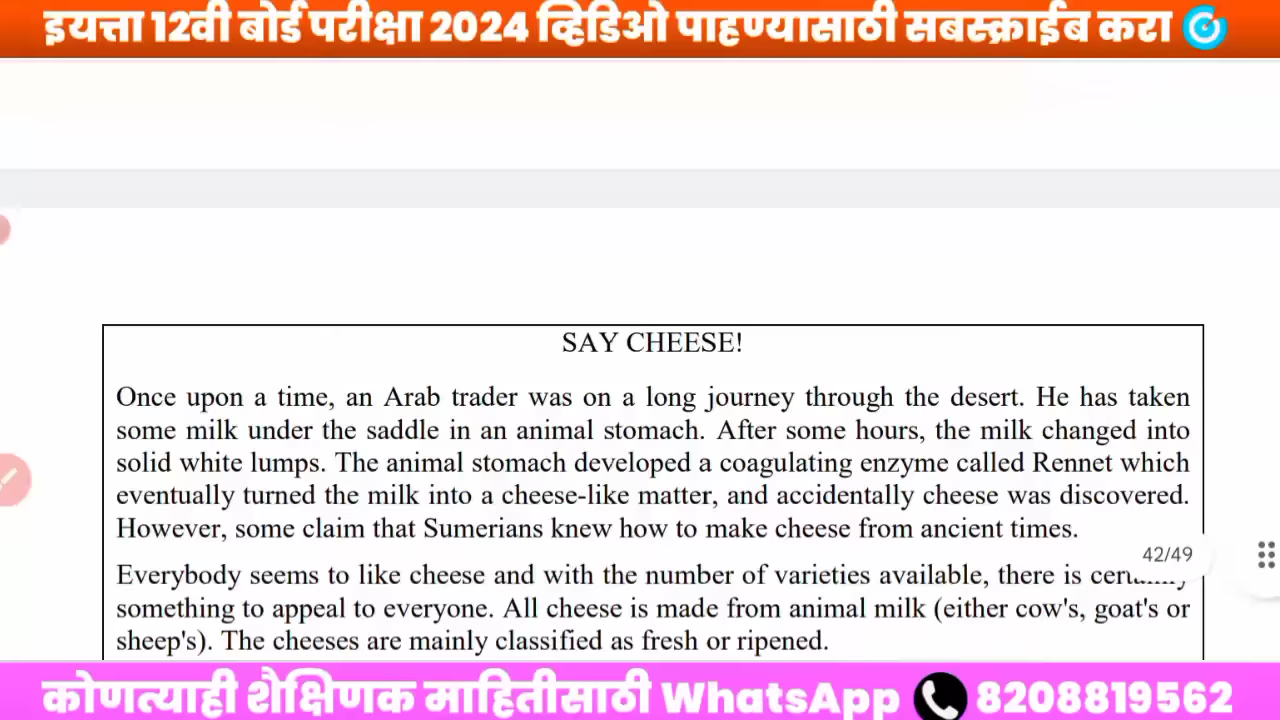 इयत्ता 12वी बोर्ड परीक्षा 2024 व्हिडिओ पाहण्यासाठी सबस्क्राईब करा
SAY CHEESE!
Once upon a time, an Arab trader was on a long journey through the desert. He has taken
some milk under the saddle in an animal stomach. After some hours, the milk changed into
solid white lumps. The animal stomach developed a coagulating enzyme called Rennet which
eventually turned the milk into a cheese-like matter, and accidentally cheese was discovered.
However, some claim that Sumerians knew how to make cheese from ancient times.
42/49
Everybody seems to like cheese and with the number of varieties available, there is
something to appeal to everyone. All cheese is made from animal milk (either cow's, goat's or
sheep's). The cheeses are mainly classified as fresh or ripened.
कोणत्याही शैक्षिणक माहितीसाठी WhatsApp 8208819562